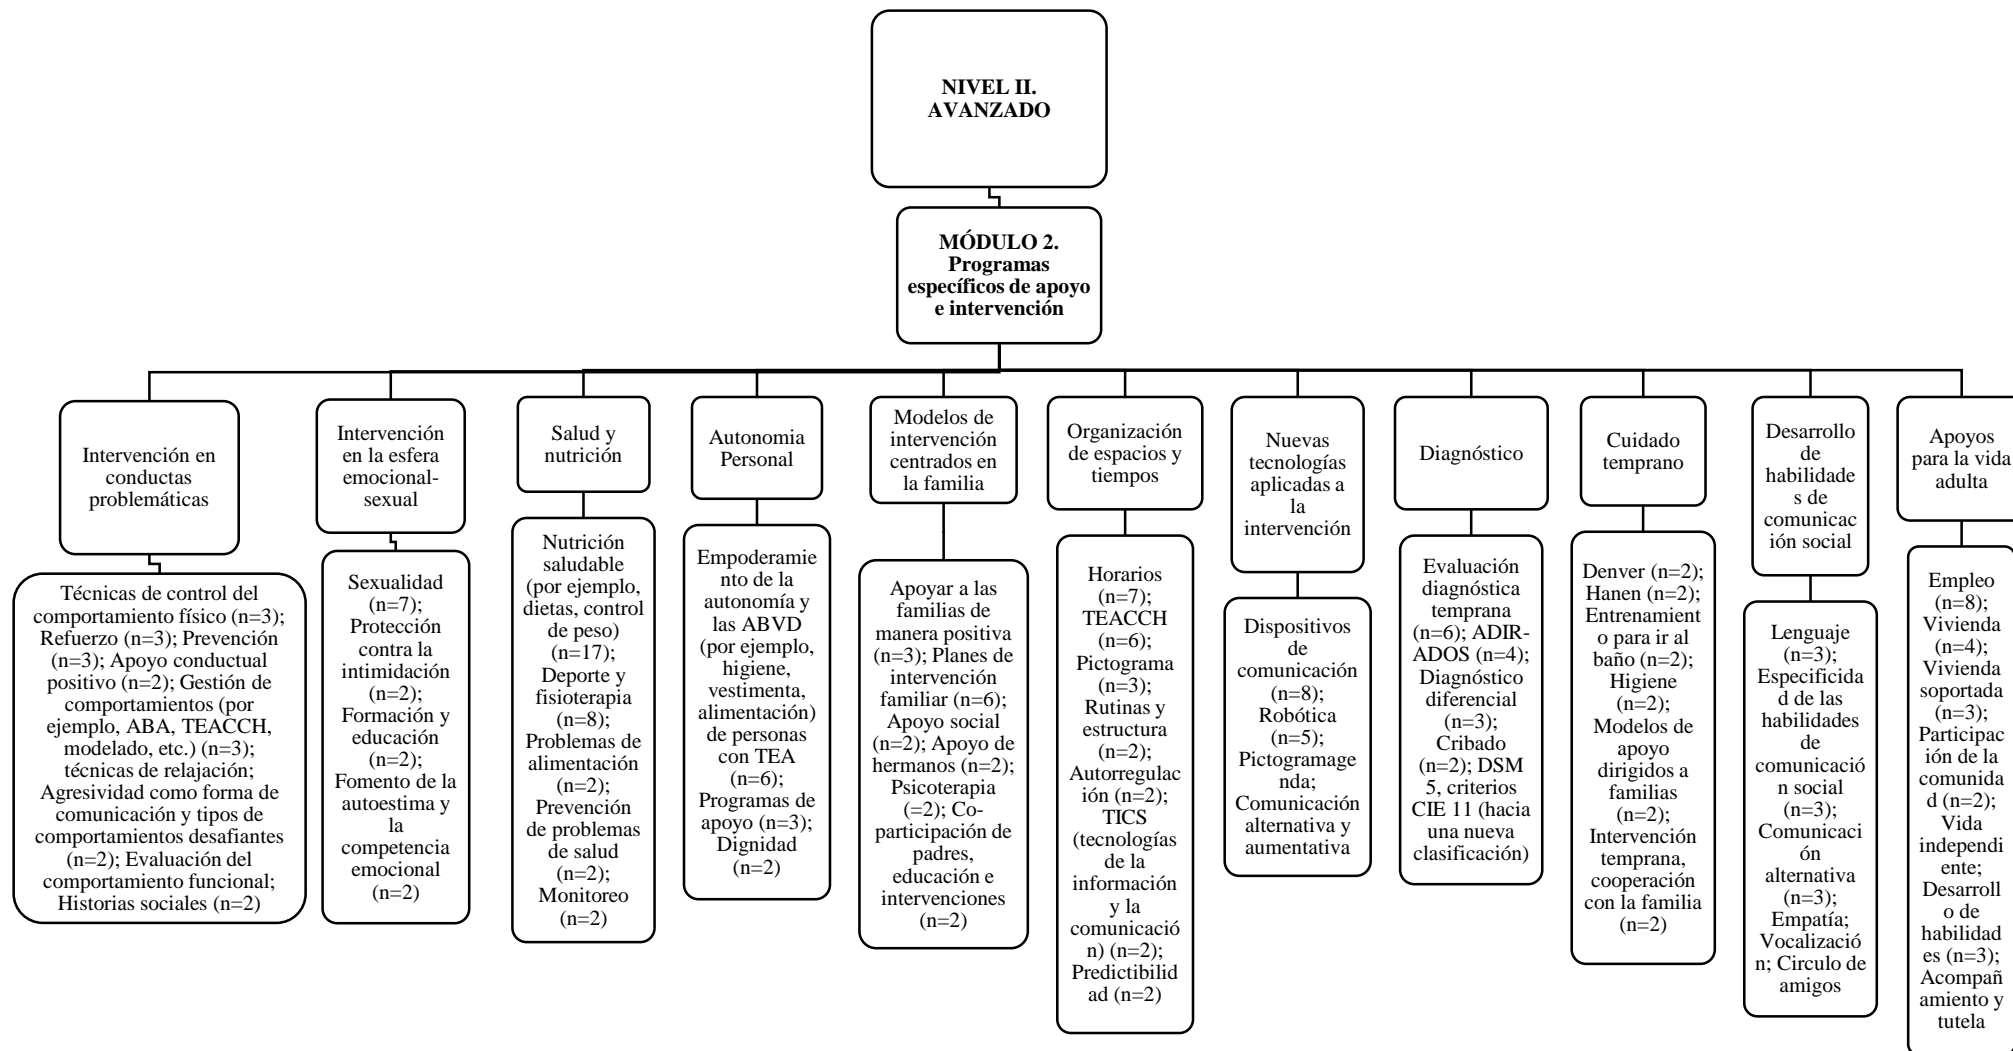 NIVEL II.
AVANZADO
MÓDULO 2.
Programas
específicos de apoyo
e intervención
Intervención en
conductas
problemáticas
Técnicas de control del
comportamiento físico (n=3);
Refuerzo (n=3); Prevención
(n=3); Apoyo conductual
positivo (n=2); Gestión de
comportamientos (por
ejemplo, ABA, TEACCH,
modelado, etc.) (n=3);
técnicas de relajación;
Agresividad como forma de
comunicación y tipos de
comportamientos desafiantes
(n=2); Evaluación del
comportamiento funcional;
Historias sociales (n=2)
Intervención
en la esfera
emocional-
sexual
Sexualidad
(n=7);
Protección
contra la
intimidación
(n=2);
Formación y
educación
(n=2);
Fomento de la
autoestima y
la
competencia
emocional
(n=2)
Salud y
nutrición
Nutrición
saludable
(por ejemplo,
dietas, control
de peso)
(n=17);
Deporte y
fisioterapia
(n=8);
Problemas de
alimentación
(n=2);
Prevención
de problemas
de salud
(n=2);
Monitoreo
(n=2)
Autonomia
Personal
Empoderamie
nto de la
autonomía y
las ABVD
(por ejemplo,
higiene,
vestimenta,
alimentación)
de personas
con TEA
(n=6);
Programas de
apoyo (n=3);
Dignidad
(n=2)
Modelos de
intervención
centrados en
la familia
Apoyar a las
familias de
manera positiva
(n=3); Planes de
intervención
familiar (n=6);
Apoyo social
(n=2); Apoyo de
hermanos (n=2);
Psicoterapia
(=2); Co-
participación de
padres,
educación e
intervenciones
(n=2)
Organización
de espacios y
tiempos
Horarios
(n=7);
TEACCH
(n=6);
Pictograma
(n=3);
Rutinas y
estructura
(n=2);
Autorregulac
ión (n=2);
TICS
(tecnologías
de la
información
y la
comunicació
n) (n=2);
Predictibilid
ad (n=2)
Nuevas
tecnologías
aplicadas a
la
intervención
Dispositivos
de
comunicación
(n=8);
Robótica
(n=5);
Pictogramage
nda;
Comunicación
alternativa y
aumentativa
Diagnóstico
Evaluación
diagnóstica
temprana
(n=6); ADIR-
ADOS (n=4);
Diagnóstico
diferencial
(n=3);
Cribado
(n=2); DSM
5, criterios
CIE 11 (hacia
una nueva
clasificación)
Cuidado
temprano
Denver (n=2);
Hanen (n=2);
Entrenamient
o para ir al
baño (n=2);
Higiene
(n=2);
Modelos de
apoyo
dirigidos a
familias
(n=2);
Intervención
temprana,
cooperación
con la familia
(n=2)
Desarrollo
de
habilidade
s de
comunicac
ión social
Lenguaje
(n=3);
Especificida
d de las
habilidades
de
comunicació
n social
(n=3);
Comunicaci
ón
alternativa
(n=3);
Empatía;
Vocalizació
n; Circulo de
amigos
Apoyos
para la vida
adulta
Empleo
(n=8);
Vivienda
(n=4);
Vivienda
soportada
(n=3);
Participac
ión de la
comunida
d (n=2);
Vida
independi
ente;
Desarroll
o de
habilidad
es (n=3);
Acompañ
amiento y
tutela